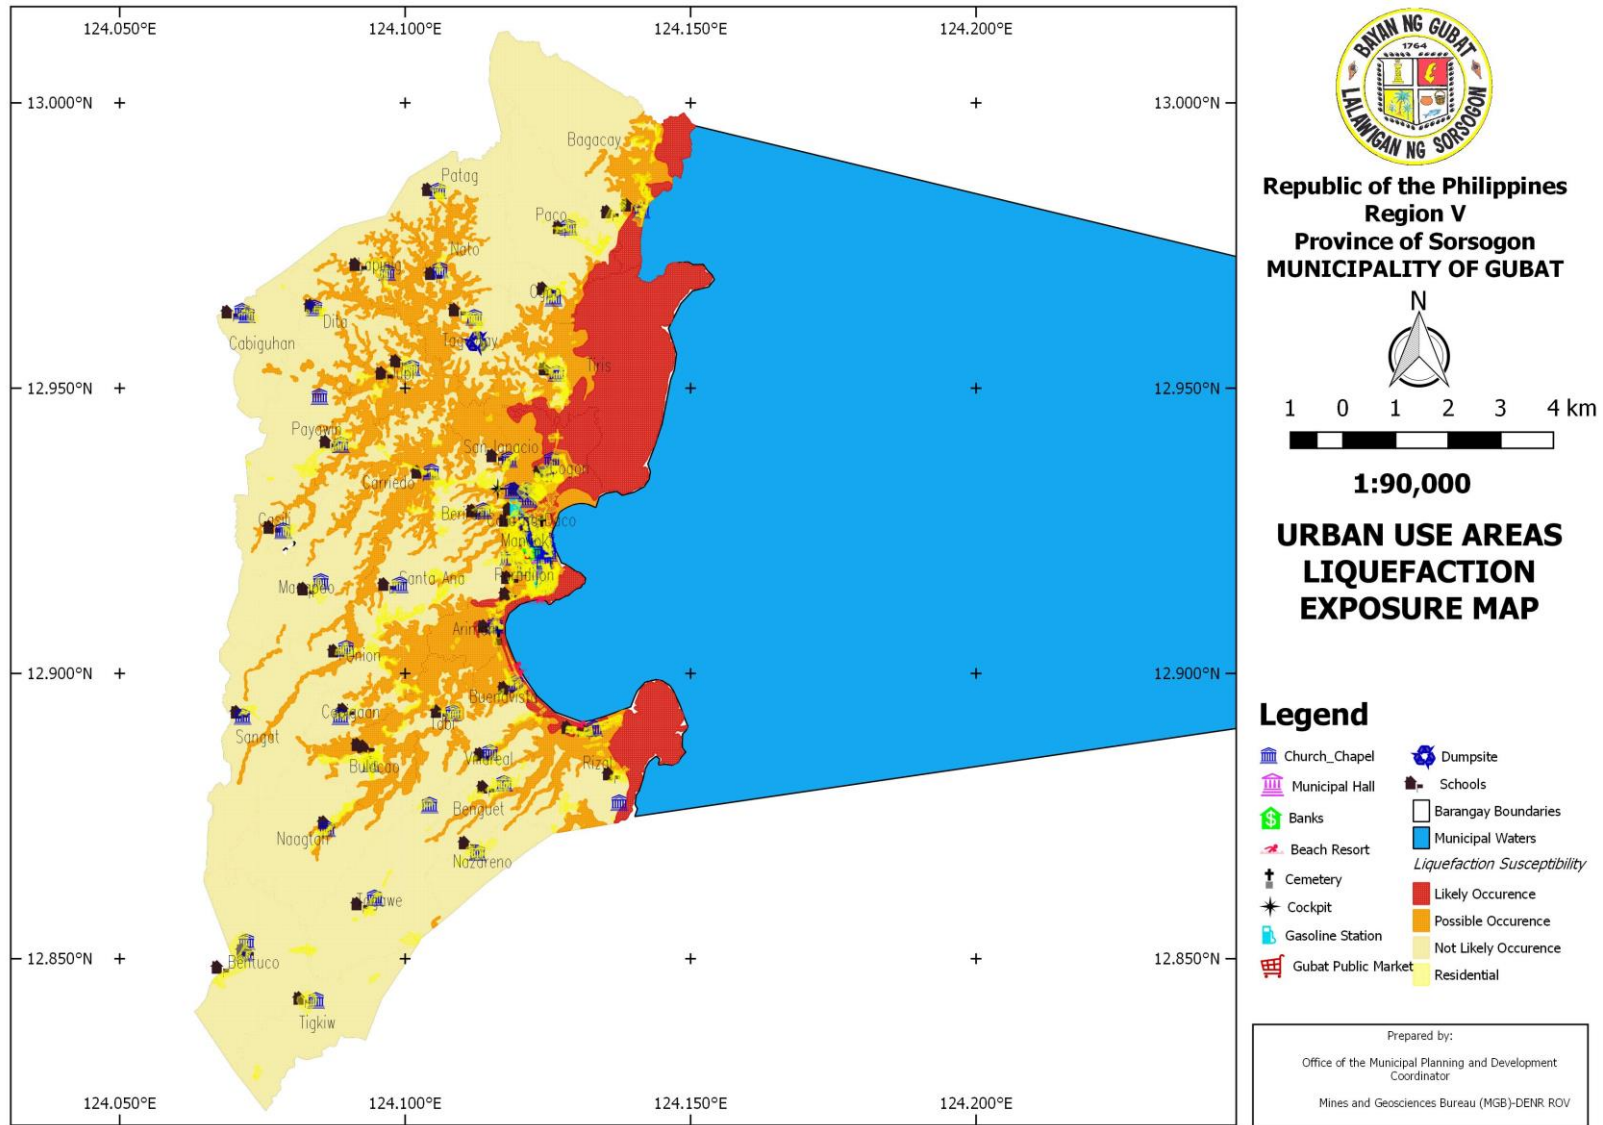 124.050°E
124.100°E
124.150°E
124.200°E
13.000°N
13.000°N
12.950°N
12.950°N
12.900°N
12.900°N
12.850°N
12.850°N
124.050°E
124.100°E
124.150°E
124.200°E
Bagacay
Patag
Paco
Nato
Dita
Cabiguhan
Tiris
Payawin
San Ignacio
Cogon
Carriedo
Santa Ana
Union
Sangat
Bulacao
Villareal
Rizal
Benguet
Naagtan
Nazareno
Togawe
Bentuco
Tigkiw
BAYAN NG GUBAT
1764
LALAWIGAN NG SORSOGON
Republic of the Philippines
Region V
Province of Sorsogon
MUNICIPALITY OF GUBAT
N
1 0 1 2 3 4 km
1:90,000
URBAN USE AREAS
LIQUEFACTION
EXPOSURE MAP
Legend
Church_Chapel
Municipal Hall
Banks
Beach Resort
Cemetery
Cockpit
Gasoline Station
Gubat Public Market
Dumpsite
Schools
Barangay Boundaries
Municipal Waters
Liquefaction Susceptibility
Likely Occurence
Possible Occurence
Not Likely Occurence
Residential
Prepared by:
Office of the Municipal Planning and Development
Coordinator
Mines and Geosciences Bureau (MGB)-DENR ROV